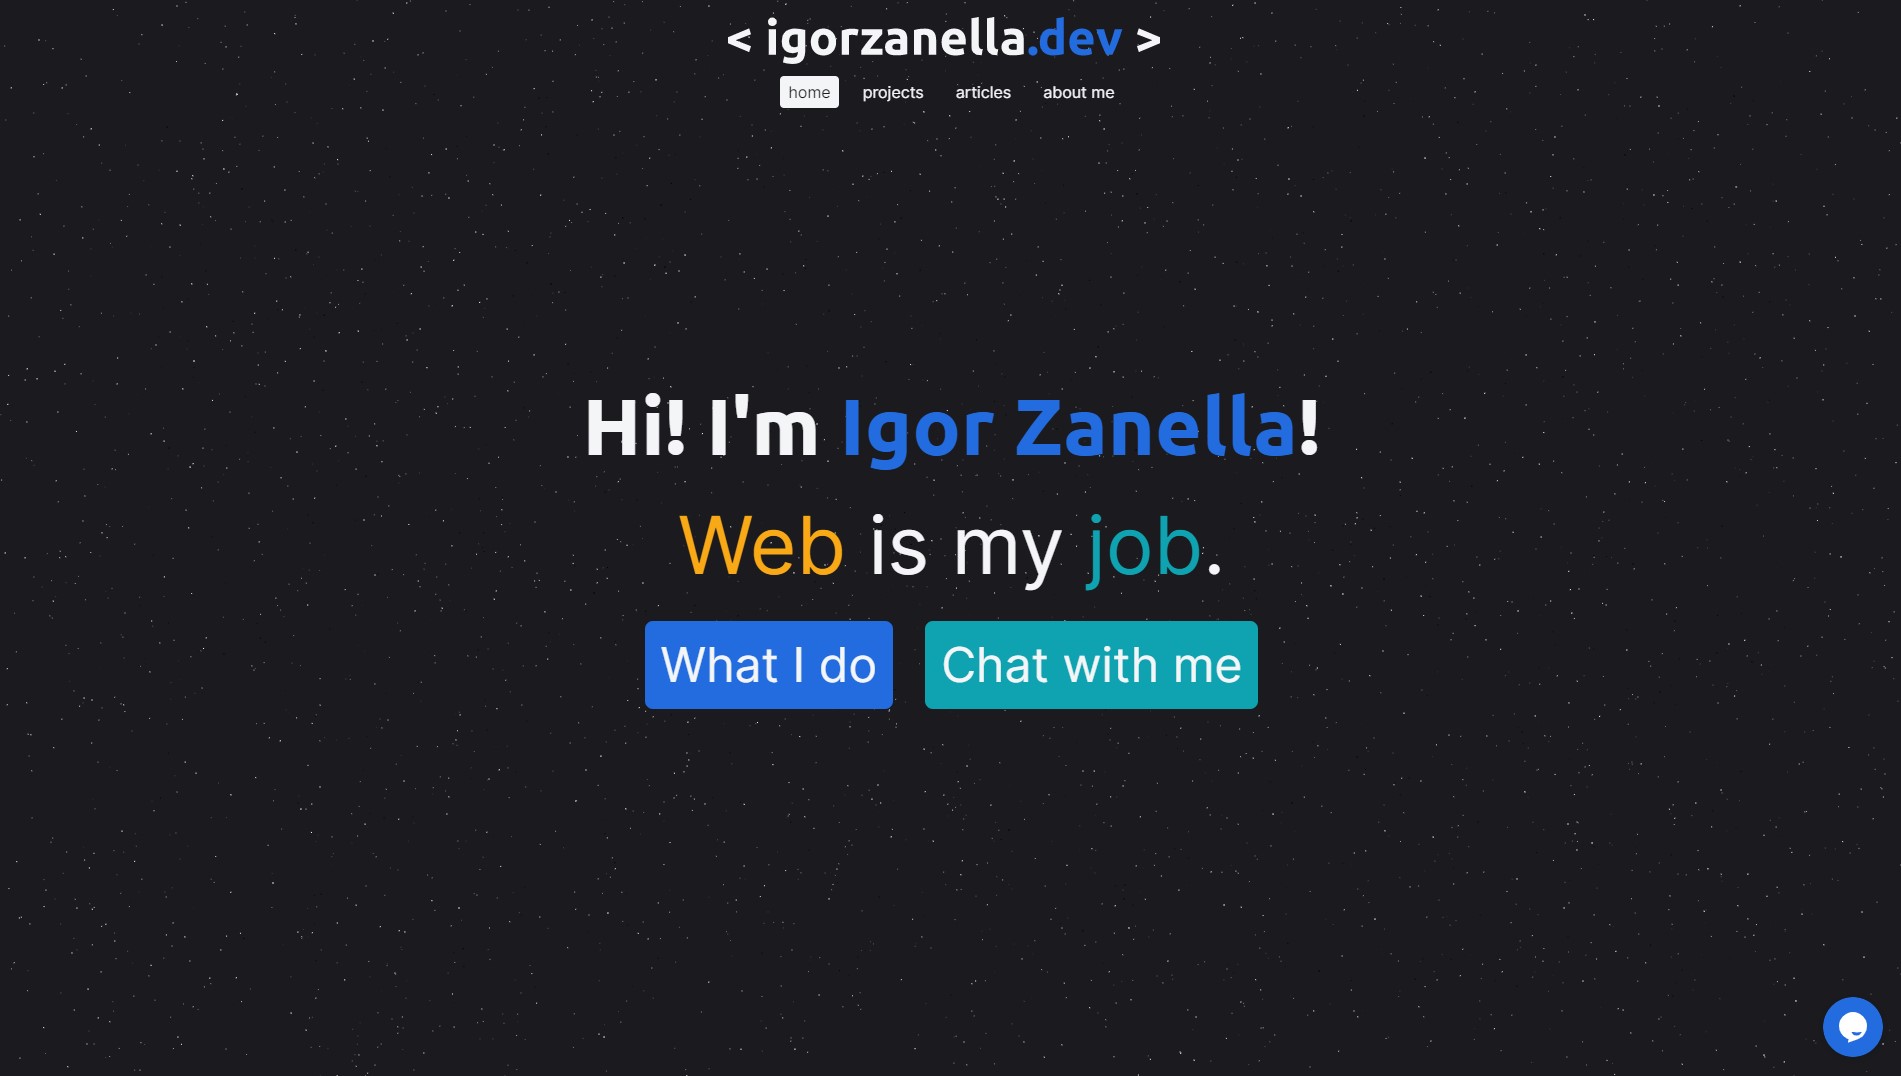 < igorzanella.dev >
home projects articles about me
Hi! I'm Igor Zanella!
Web is my job.
What I do Chat with me